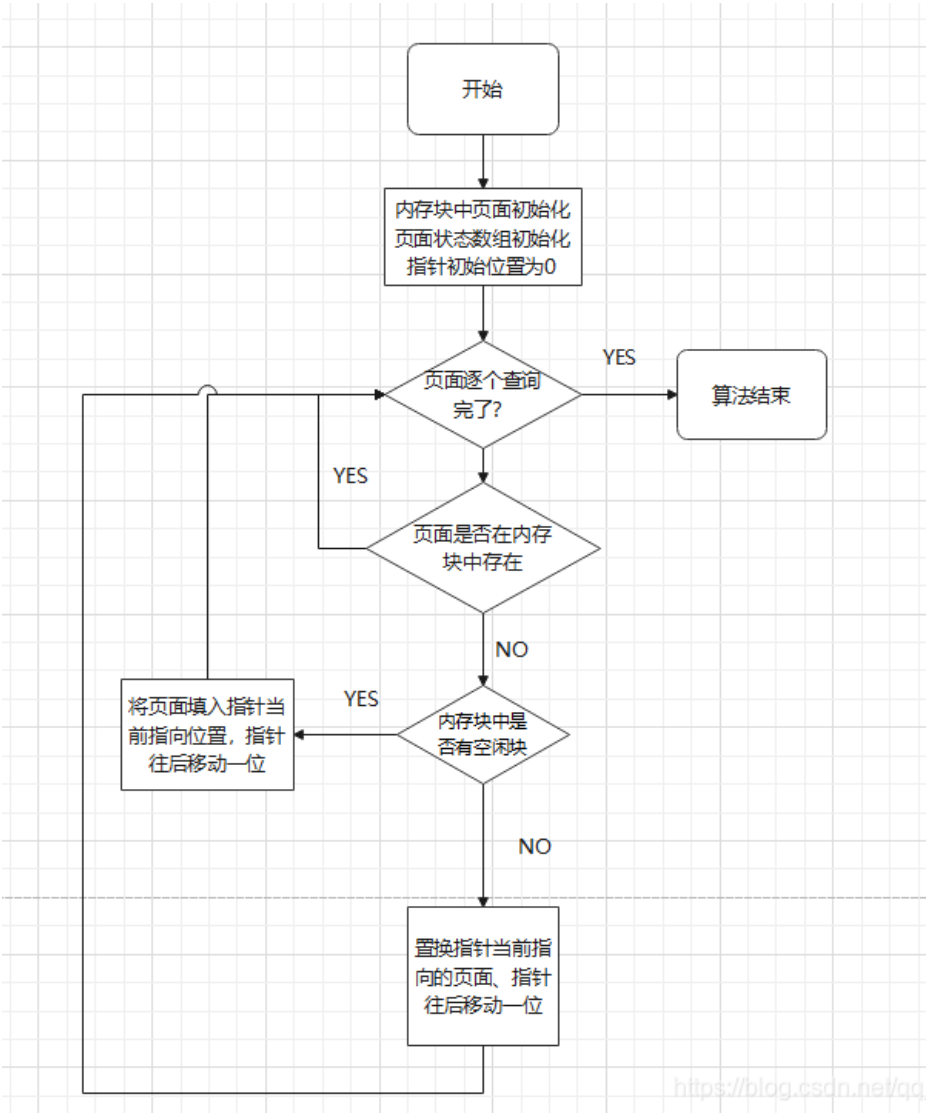 开始
内存块中页面初始化
页面状态数组初始化
指针初始位置为0
YES
页面逐个查询
完了?
算法结束
YES
页面是否在内存
块中存在
NO
YES
将页面填入指针当
前指向位置，指针
往后移动一位
内存块中是
否有空闲块
NO
置换指针当前指
向的页面、指针
往后移动一位
https://blog.csdn.net/qq